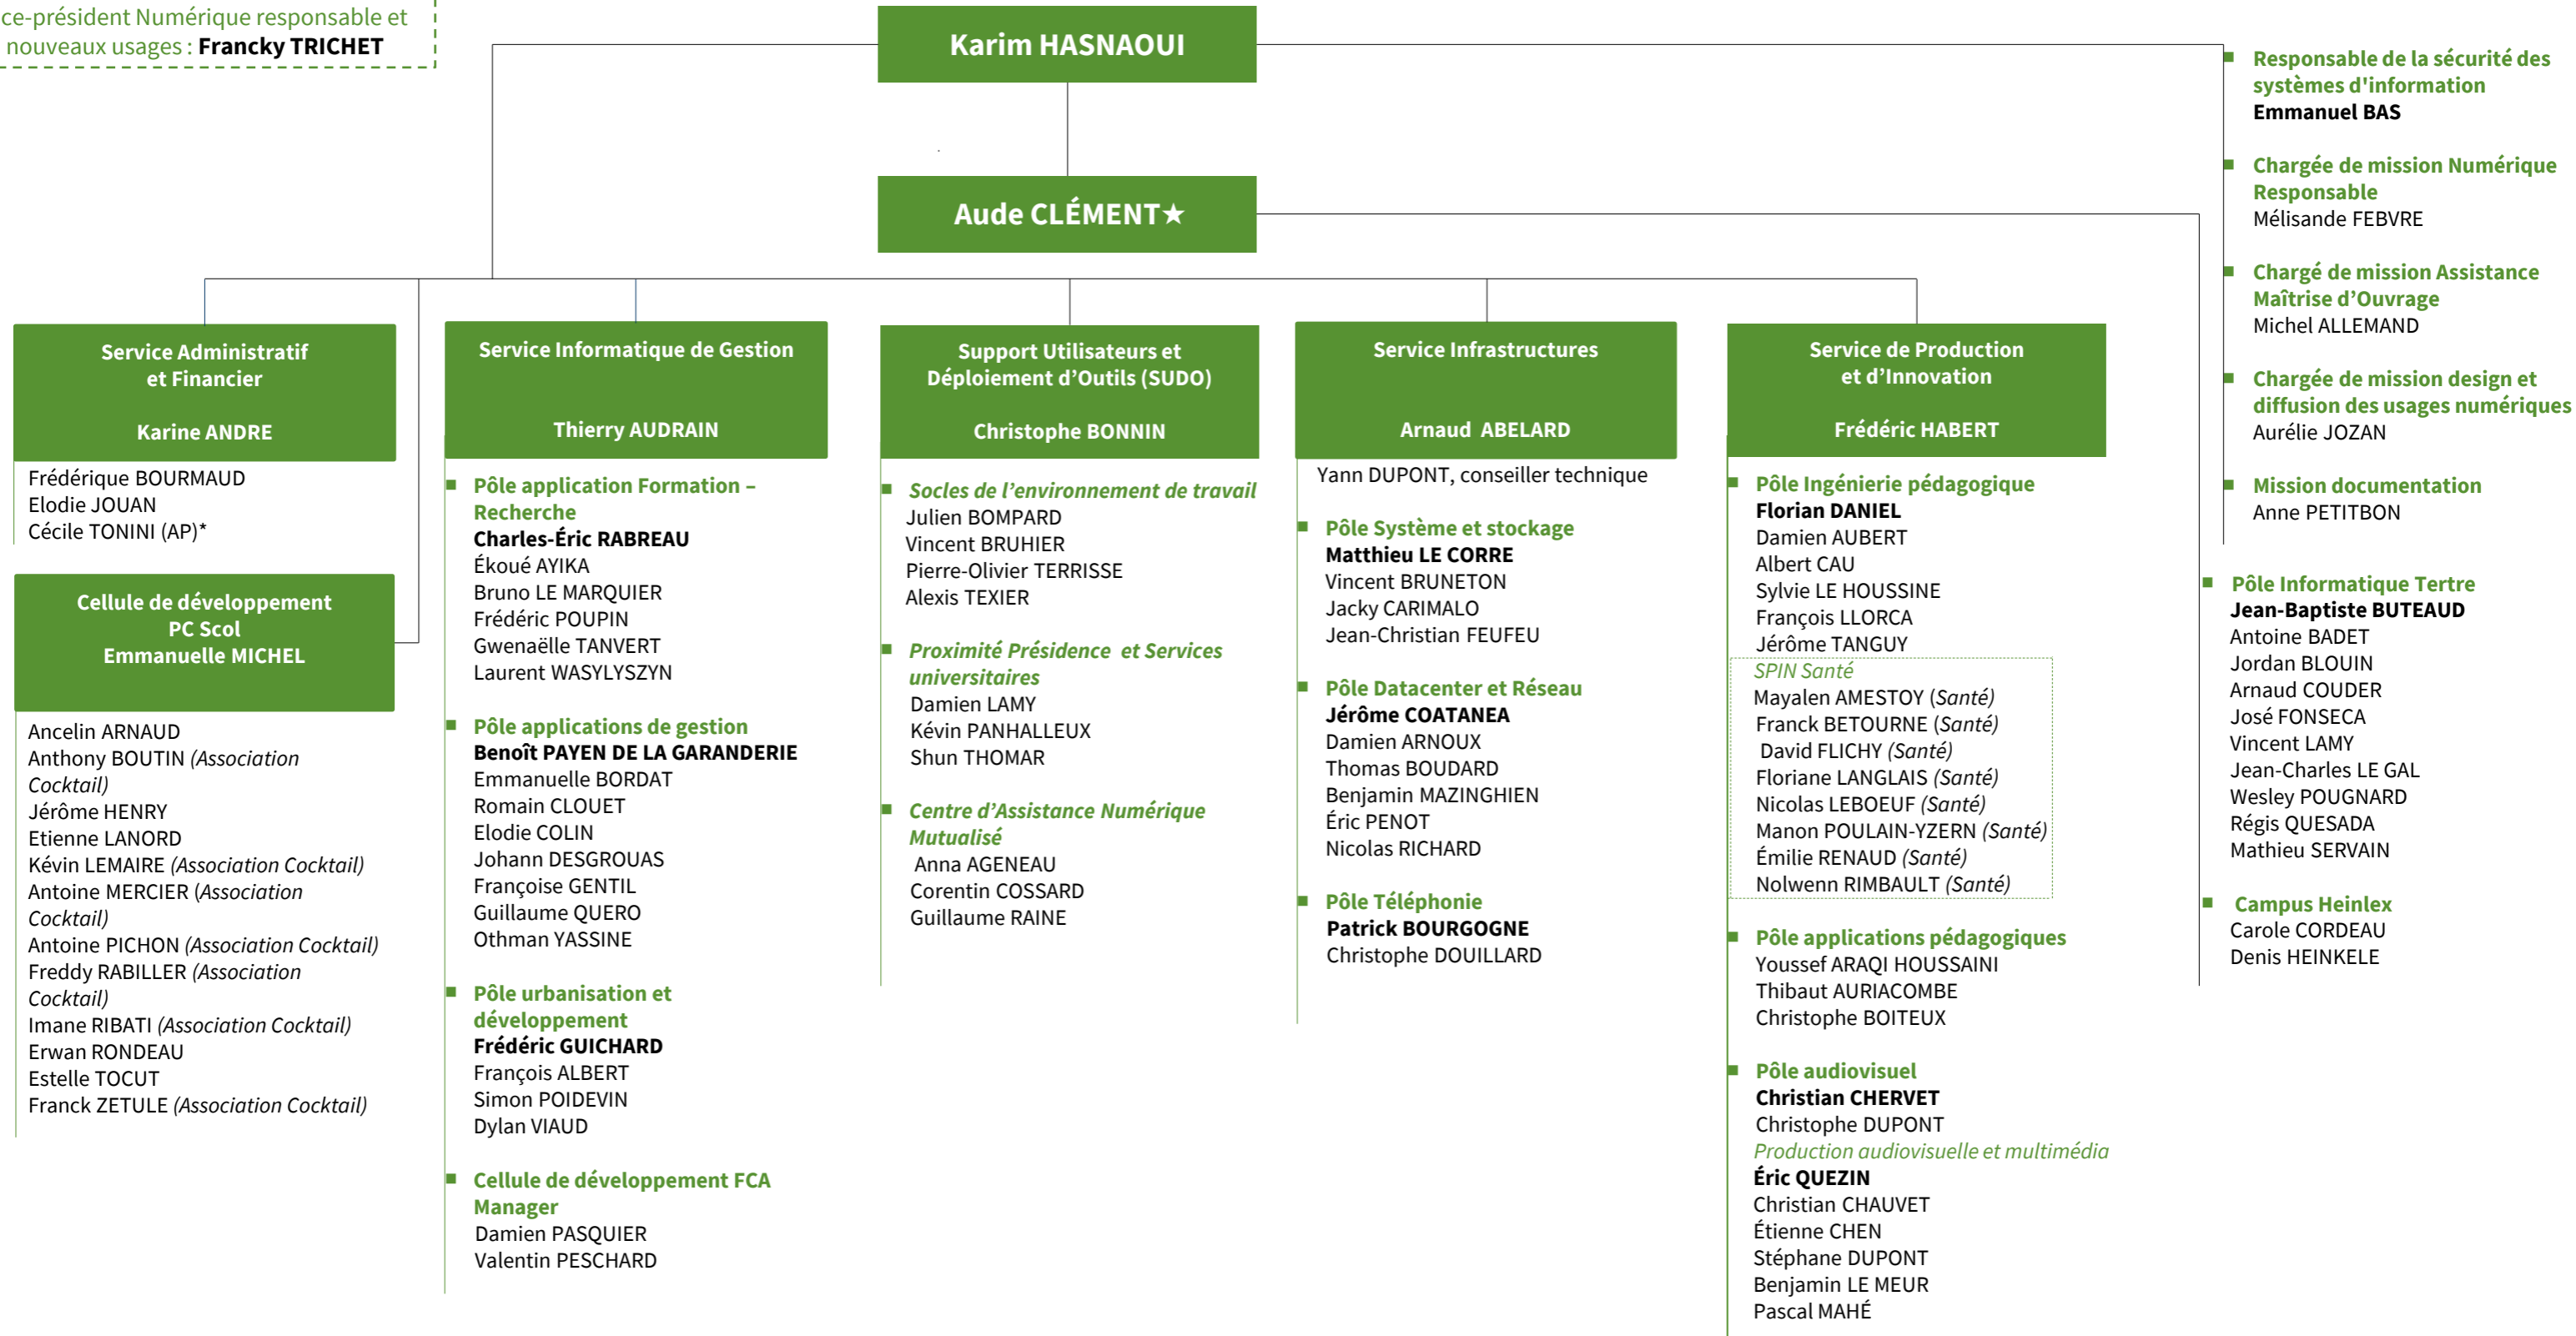 ce-président Numérique responsable et
nouveaux usages : Francky TRICHET
Karim HASNAOUI
Aude CLÉMENT★
Service Administratif
et Financier
Karine ANDRE
Frédérique BOURMAUD
Elodie JOUAN
Cécile TONINI (AP)*
Cellule de développement
PC Scol
Emmanuelle MICHEL
Ancelin ARNAUD
Anthony BOUTIN (Association
Cocktail)
Jérôme HENRY
Etienne LANORD
Kévin LEMAIRE (Association Cocktail)
Antoine MERCIER (Association
Cocktail)
Antoine PICHON (Association Cocktail)
Freddy RABILLER (Association
Cocktail)
Imane RIBATI (Association Cocktail)
Erwan RONDEAU
Estelle TOCUT
Franck ZETULE (Association Cocktail)
Service Informatique de Gestion
Thierry AUDRAIN
Pôle application Formation –
Recherche
Charles-Éric RABREAU
Ékoué AYIKA
Bruno LE MARQUIER
Frédéric POUPIN
Gwenaëlle TANVERT
Laurent WASYLYSZYN
Pôle applications de gestion
Benoît PAYEN DE LA GARANDERIE
Emmanuelle BORDAT
Romain CLOUET
Elodie COLIN
Johann DESGROUAS
Françoise GENTIL
Guillaume QUERO
Othman YASSINE
Pôle urbanisation et
développement
Frédéric GUICHARD
François ALBERT
Simon POIDEVIN
Dylan VIAUD
Cellule de développement FCA
Manager
Damien PASQUIER
Valentin PESCHARD
Support Utilisateurs et
Déploiement d’Outils (SUDO)
Christophe BONNIN
Socles de l’environnement de travail
Julien BOMPARD
Vincent BRUHIER
Pierre-Olivier TERRISSE
Alexis TEXIER
Proximité Présidence et Services
universitaires
Damien LAMY
Kévin PANHALLEUX
Shun THOMAR
Centre d’Assistance Numérique
Mutualisé
Anna AGENEAU
Corentin COSSARD
Guillaume RAINE
Service Infrastructures
Arnaud ABELARD
Yann DUPONT, conseiller technique
Pôle Système et stockage
Matthieu LE CORRE
Vincent BRUNETON
Jacky CARIMALO
Jean-Christian FEUFEU
Pôle Datacenter et Réseau
Jérôme COATANEA
Damien ARNOUX
Thomas BOUDARD
Benjamin MAZINGHIEN
Éric PENOT
Nicolas RICHARD
Pôle Téléphonie
Patrick BOURGOGNE
Christophe DOUILLARD
Service de Production
et d’Innovation
Frédéric HABERT
Pôle Ingénierie pédagogique
Florian DANIEL
Damien AUBERT
Albert CAU
Sylvie LE HOUSSINE
François LLORCA
Jérôme TANGUY
SPIN Santé
Mayalen AMESTOY (Santé)
Franck BETOURNE (Santé)
David FLICHY (Santé)
Floriane LANGLAIS (Santé)
Nicolas LEBOEUF (Santé)
Manon POULAIN-YZERN (Santé)
Émilie RENAUD (Santé)
Nolwenn RIMBAULT (Santé)
Pôle applications pédagogiques
Youssef ARAQI HOUSSAINI
Thibaut AURIACOMBE
Christophe BOITEUX
Pôle audiovisuel
Christian CHERVET
Christophe DUPONT
Production audiovisuelle et multimédia
Éric QUEZIN
Christian CHAUVET
Étienne CHEN
Stéphane DUPONT
Benjamin LE MEUR
Pascal MAHÉ
Responsable de la sécurité des
systèmes d'information
Emmanuel BAS
Chargée de mission Numérique
Responsable
Mélisande FEBVRE
Chargé de mission Assistance
Maîtrise d’Ouvrage
Michel ALLEMAND
Chargée de mission design et
diffusion des usages numériques
Aurélie JOZAN
Mission documentation
Anne PETITBON
Pôle Informatique Tertre
Jean-Baptiste BUTEAUD
Antoine BADET
Jordan BLOUIN
Arnaud COUDER
José FONSECA
Vincent LAMY
Jean-Charles LE GAL
Wesley POUGNARD
Régis QUESADA
Mathieu SERVAIN
Campus Heinlex
Carole CORDEAU
Denis HEINKELE